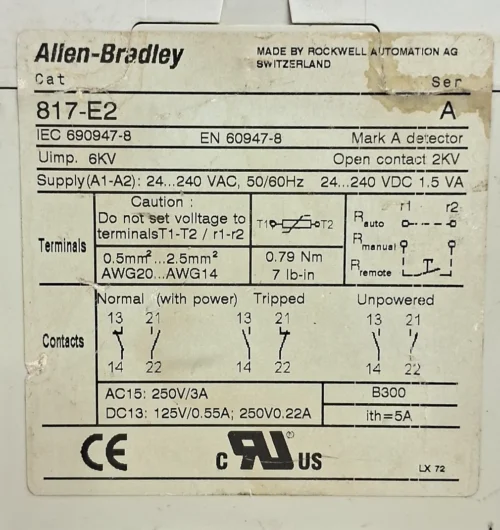 Allen-Bradley
MADE BY ROCKWELL AUTOMATION AG
SWITZERLAND
Cat Ser
817-E2 A
IEC 690947-8 EN 60947-8 Mark A detector
Uimp. 6KV Open contact 2KV
Supply(A1-A2): 24...240 VAC, 50/60Hz 24...240 VDC 1.5 VA
Terminals
Caution :
Do not set voltage to
terminalsT1-T2 / r1-r2
0.5mm²...2.5mm²
AWG20...AWG14
T1 T2
0.79 Nm
7 lb-in
r1 r2
Rauto
Rmanual
Rremote
Contacts
Normal (with power) Tripped Unpowered
13 21 13 21 13 21
14 22 14 22 14 22
AC15: 250V/3A
DC13: 125V/0.55A; 250V0.22A
B300
ith=5A
CE
C RU ® US
LX 72